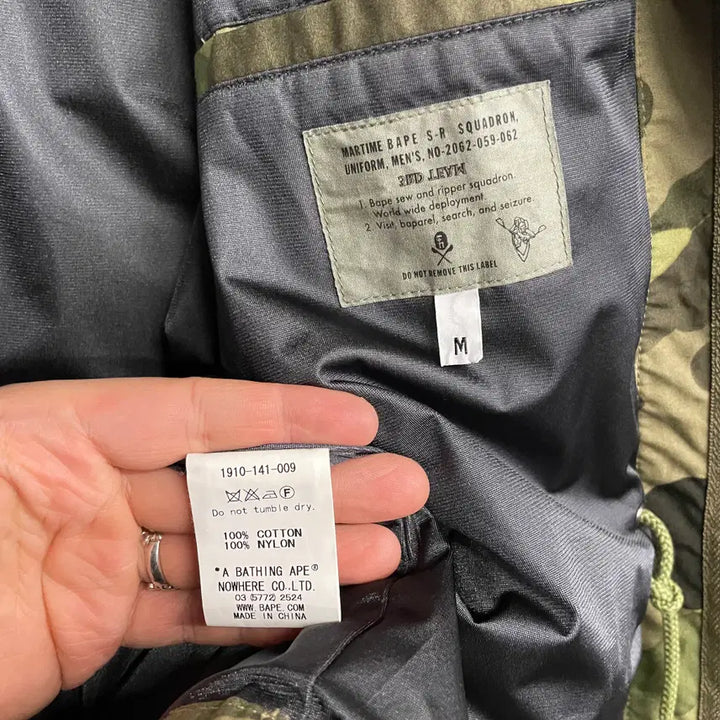 MARTIME BAPE S-R SQUADRON,
UNIFORM, MEN'S, NO-2062-059-062
1. Bape sew and ripper squadron.
World wide deployment.
2. Visit, baparel, search, and seizure.
DO NOT REMOVE THIS LABEL
M
1910-141-009
F
Do not tumble dry.
100% COTTON
100% NYLON
*A BATHING APE®
NOWHERE CO.LTD.
03(5772)2524
WWW.BAPE.COM
MADE IN CHINA